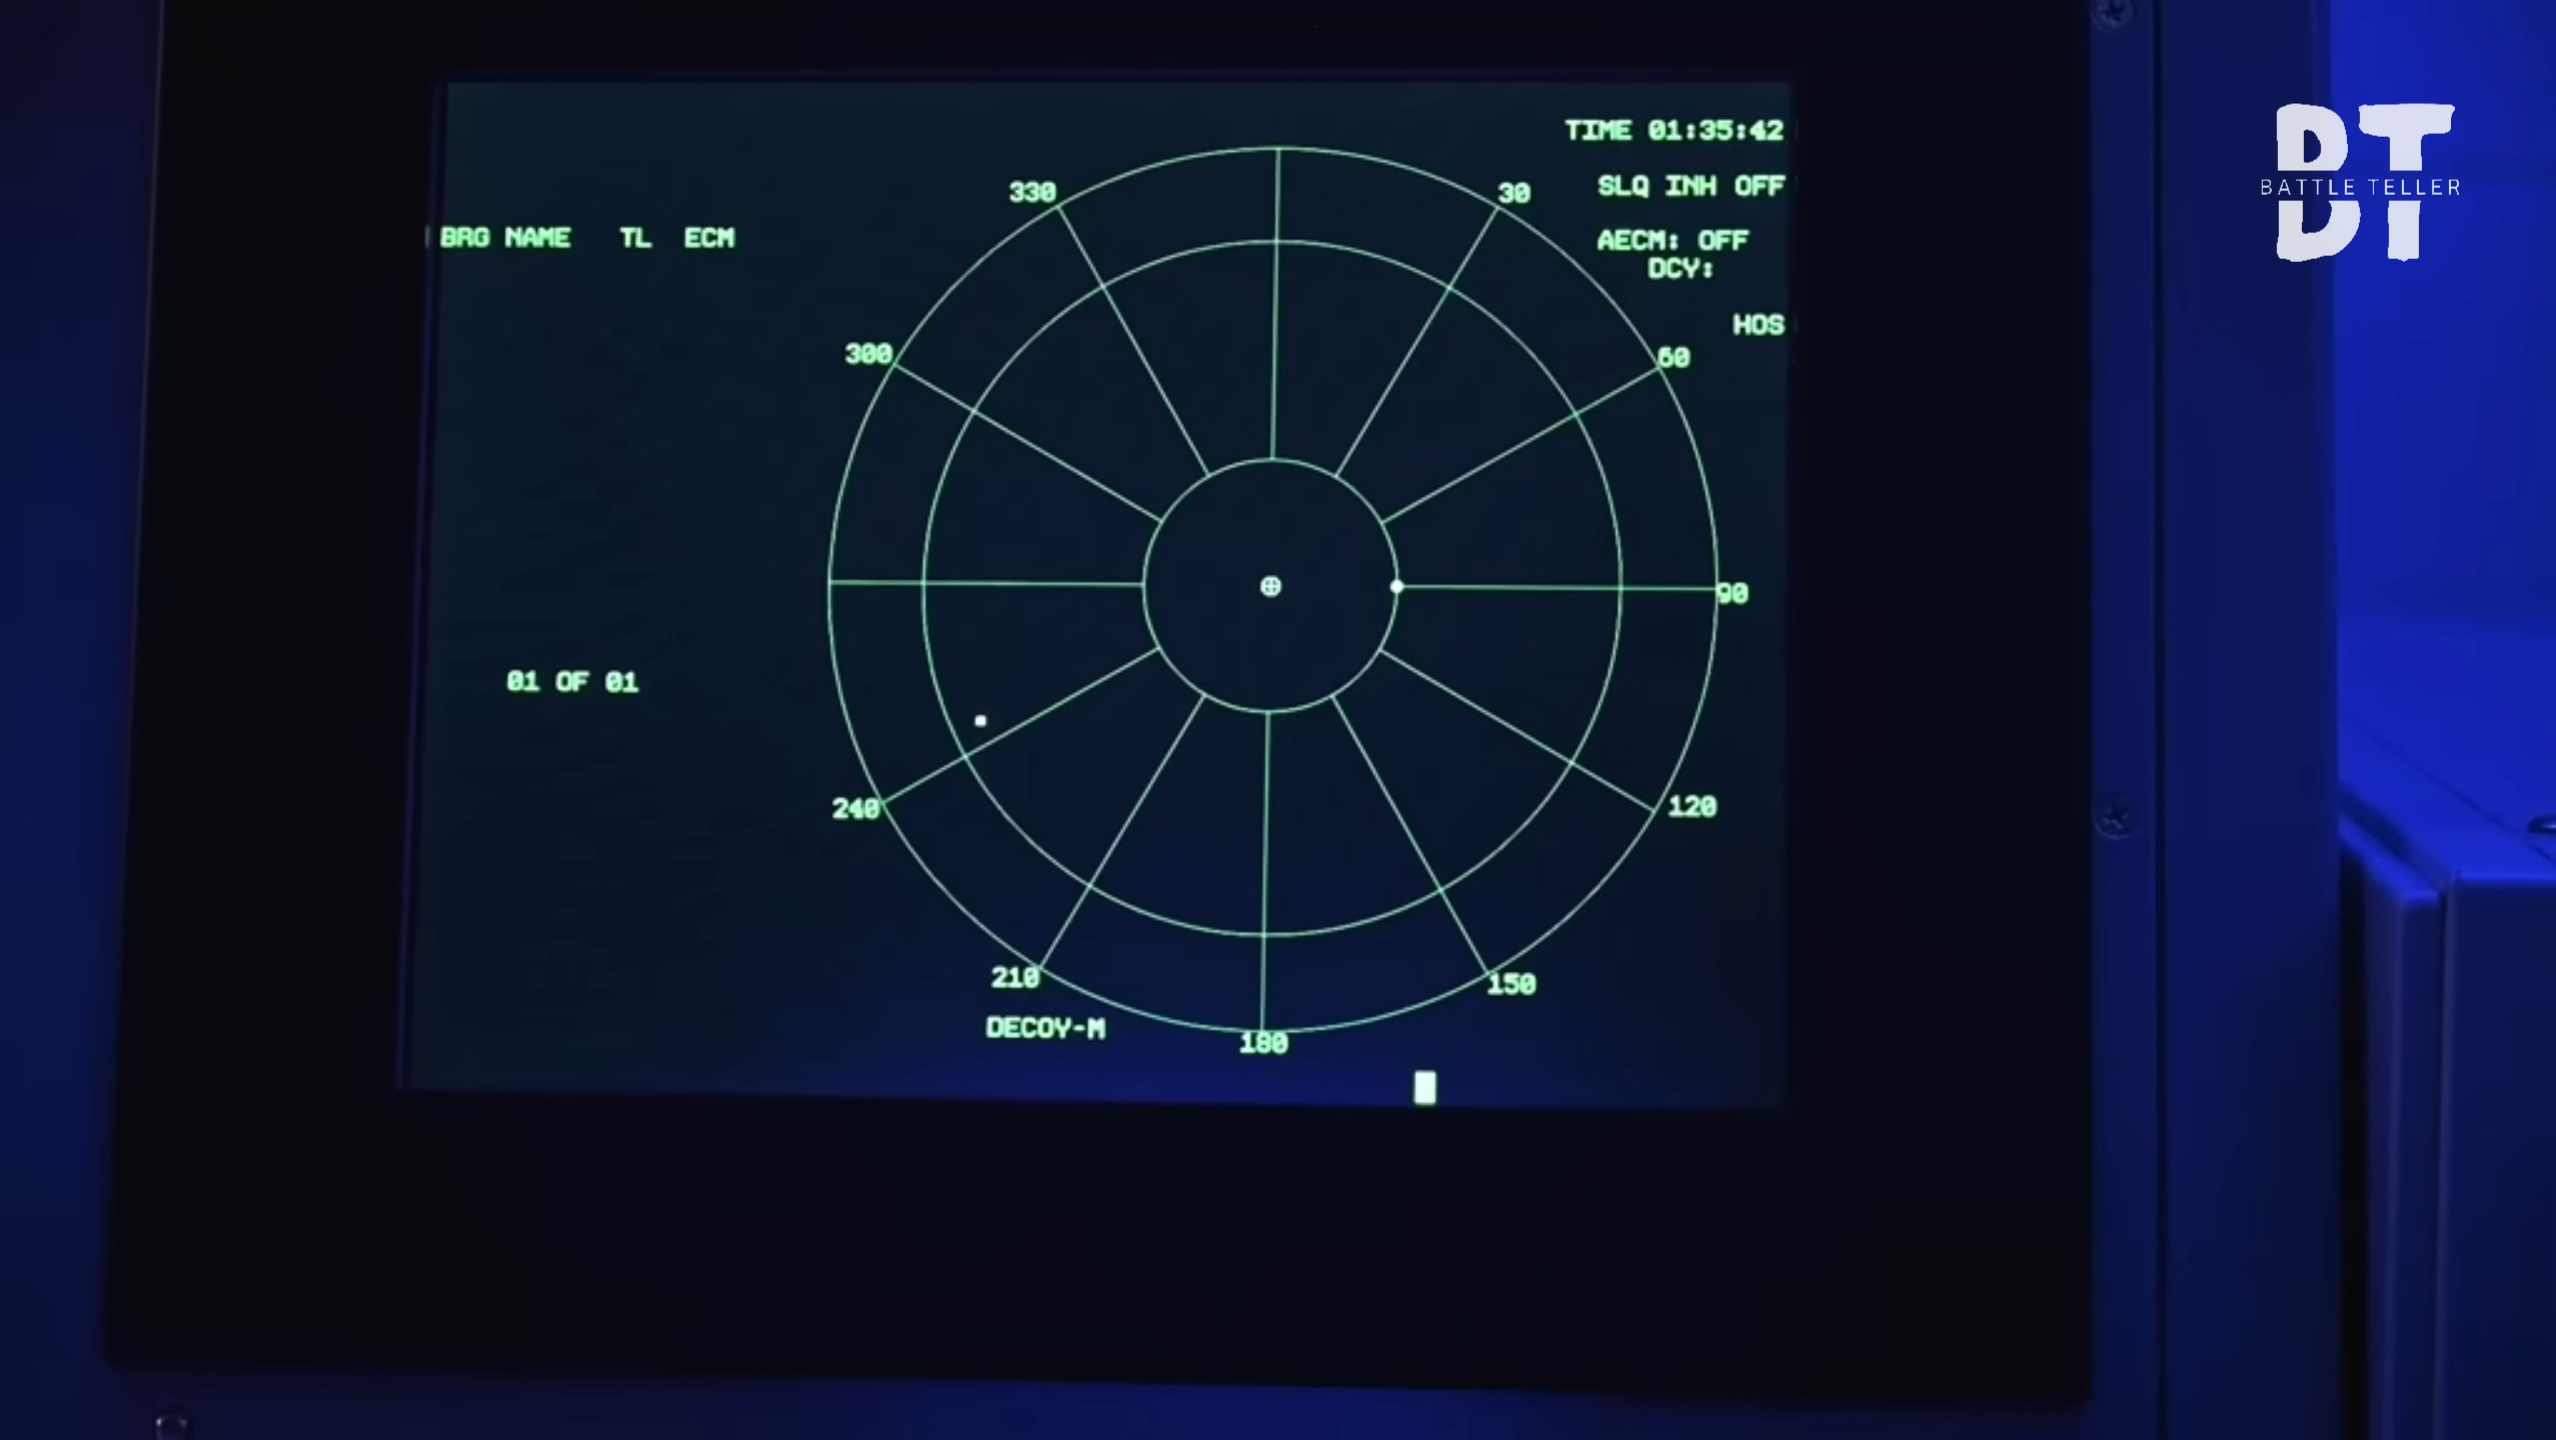 TIME 01:35:42
SLQ INH OFF
AECM: OFF
DCY:
HOS
BRG NAME TL ECM
330
30
300
60
90
01 OF 01
240
120
210
150
DECOY-M
180
DT
BATTLE TELLER